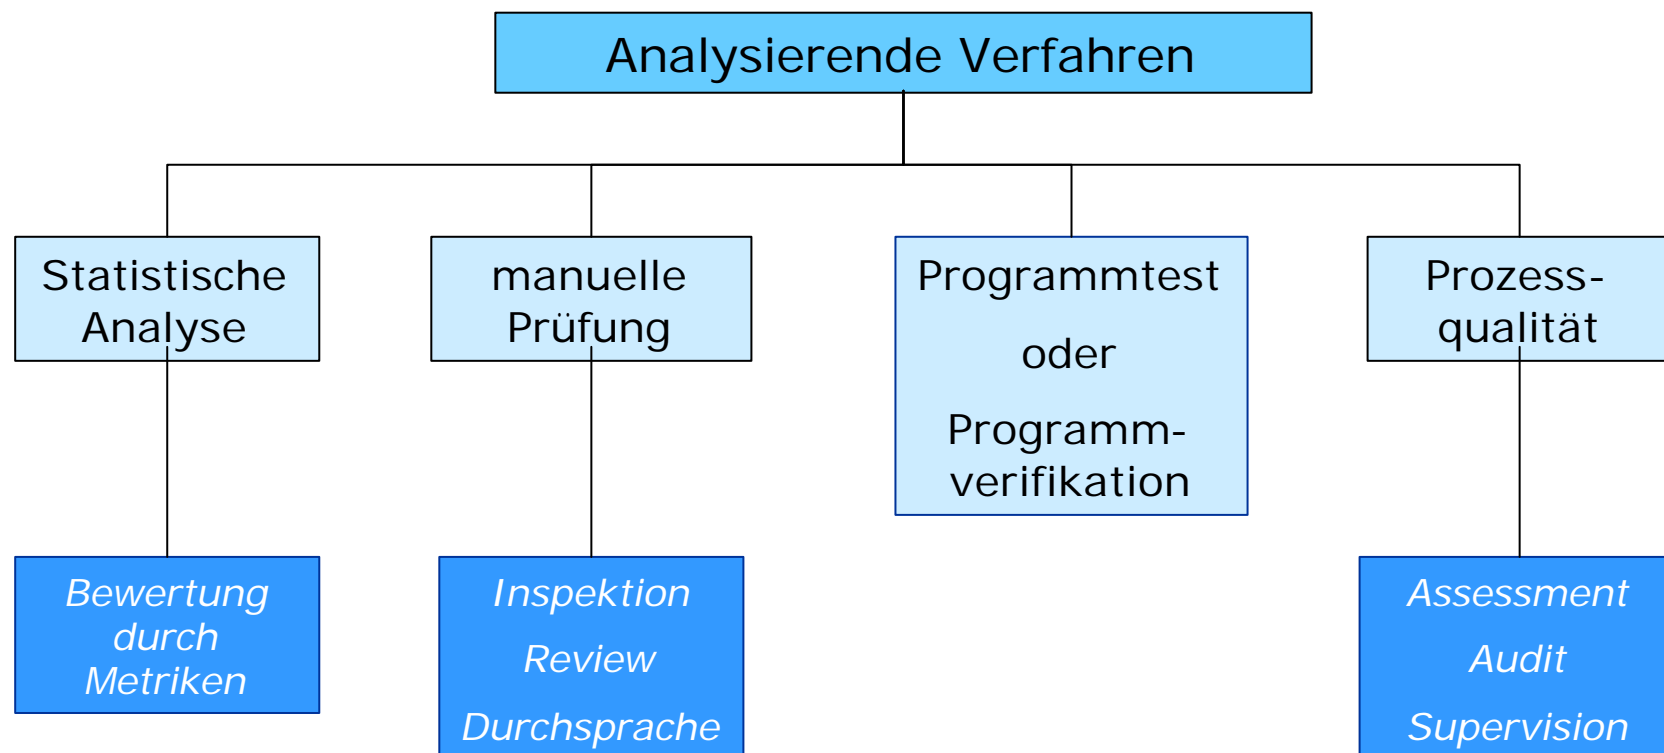 Analysierende Verfahren
Statistische
Analyse
manuelle
Prüfung
Programmtest
oder
Programm-
verifikation
Prozess-
qualität
Bewertung
durch
Metriken
Inspektion
Review
Durchsprache
Assessment
Audit
Supervision